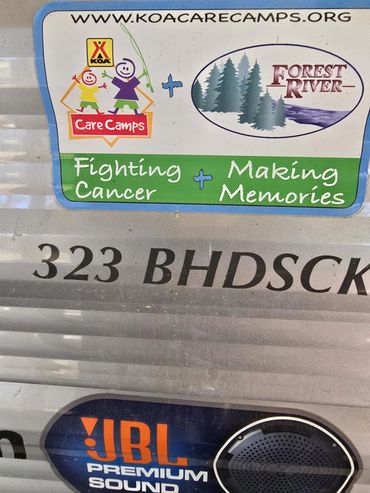 WWW.KOACARECAMPS.ORG
KOA
Care Camps
+
FOREST RIVER
Fighting Cancer + Making Memories
323 BHDSCK
JBL
PREMIUM
SOUND